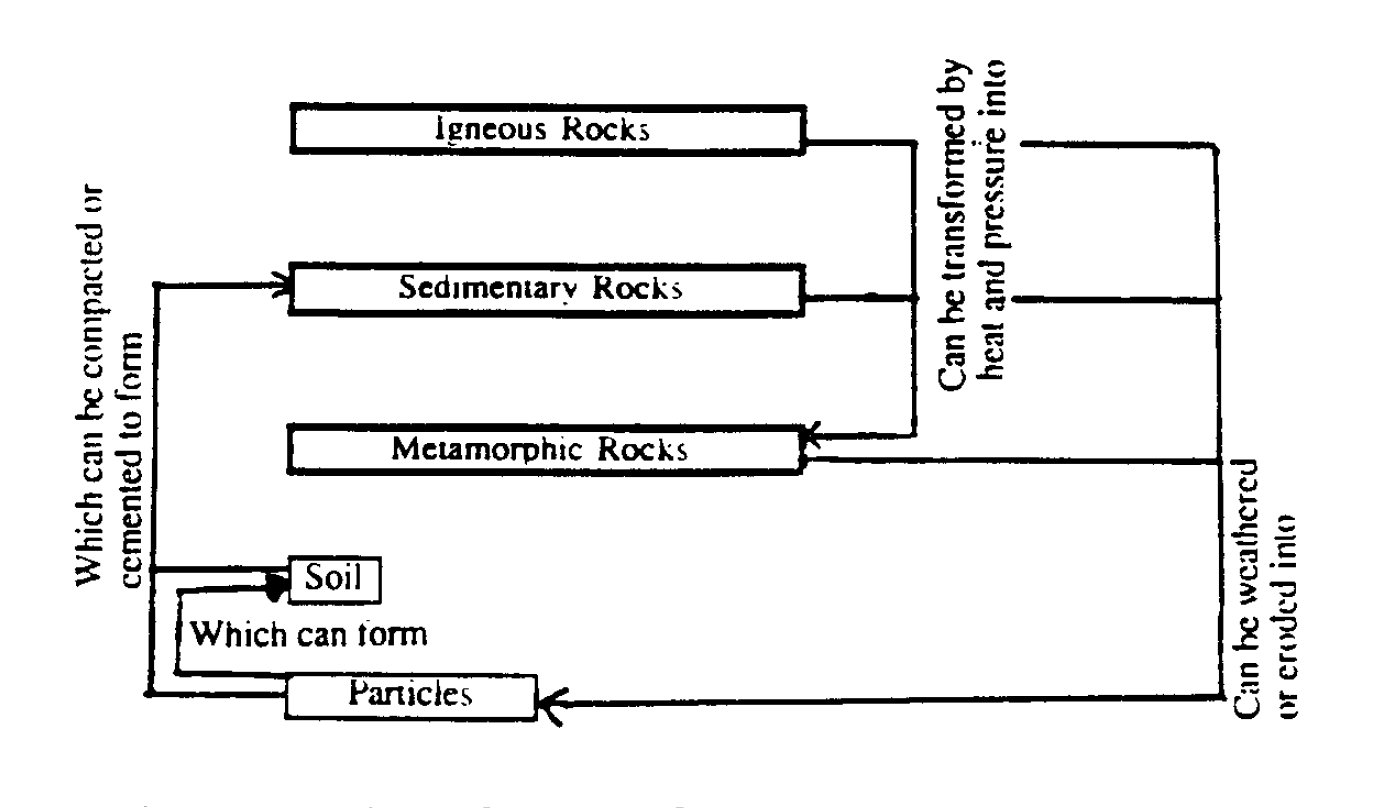 Igneous Rocks
Can be transformed by
heat and pressure into
Which can be compacted or
cemented to form
Sedimentary Rocks
Metamorphic Rocks
Soil
Which can form
Particles
Can be weathered
or eroded into